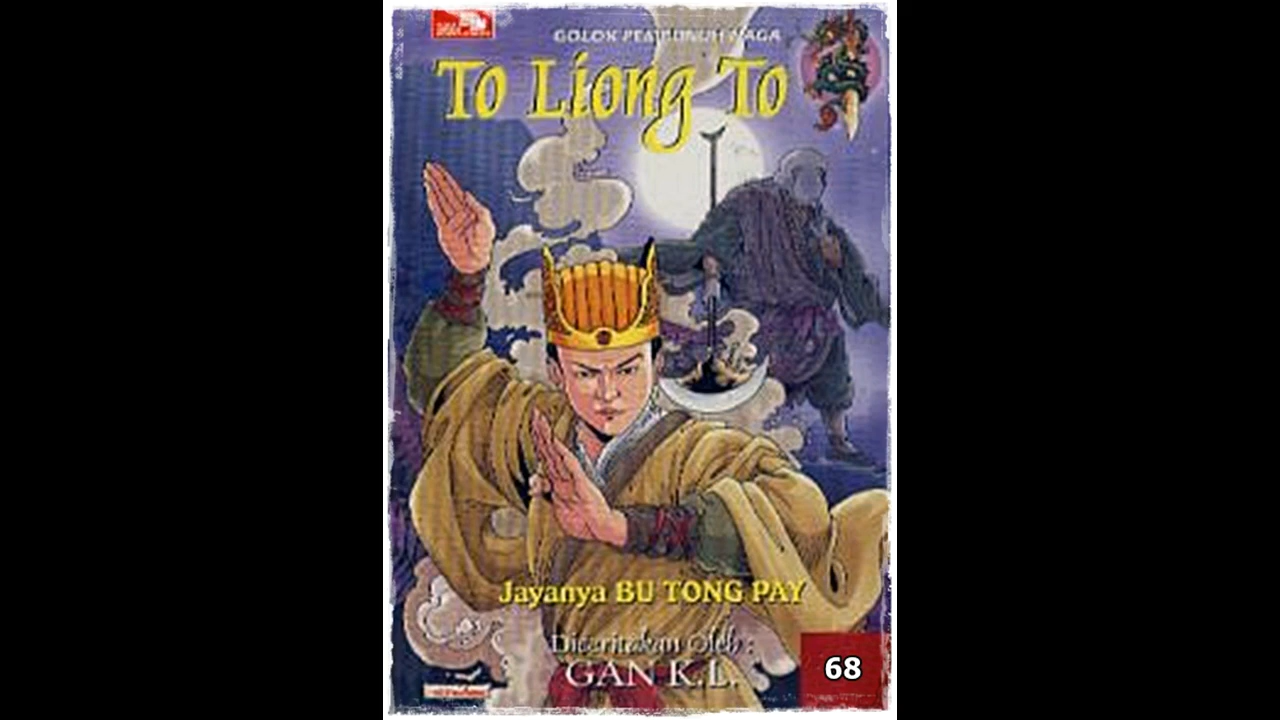 GOLOK PEMBUNUH NAGA
To Liong To
Jayanya BU TONG PAY
Diceritakan Oleh :
GAN K.L.
68